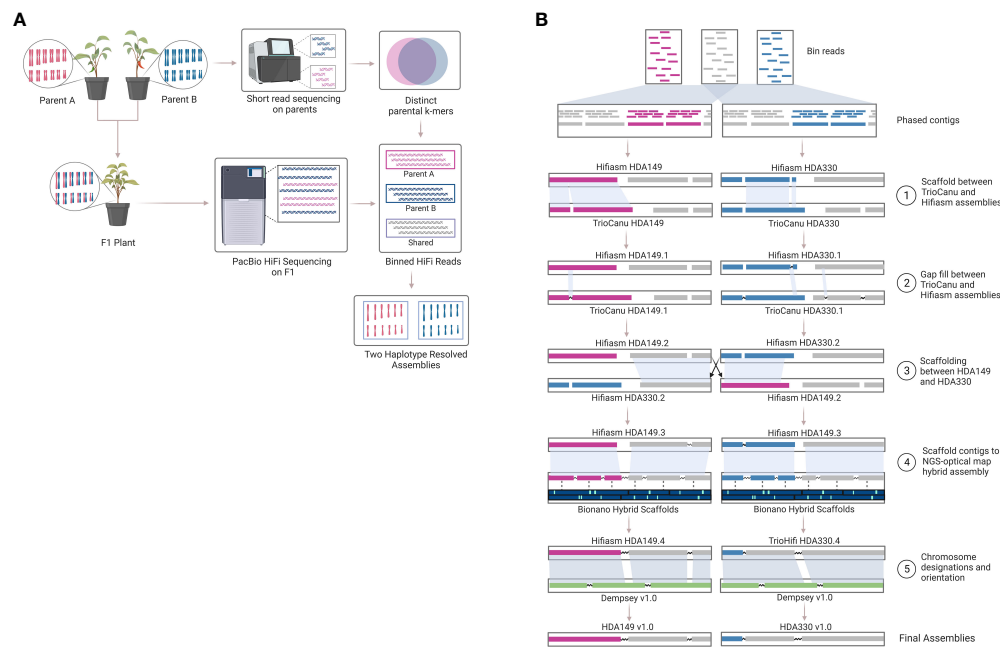 A
Parent A
Parent B
Short read sequencing
on parents
Distinct
parental k-mers
F1 Plant
PacBio HiFi Sequencing
on F1
Parent A
Parent B
Shared
Binned HiFi Reads
Two Haplotype Resolved
Assemblies
B
Bin reads
Phased contigs
Hifiasm HDA149
Hifiasm HDA330
TrioCanu HDA149
TrioCanu HDA330
1
Scaffold between
TrioCanu and
Hifiasm assemblies
Hifiasm HDA149.1
Hifiasm HDA330.1
TrioCanu HDA149.1
TrioCanu HDA330.1
2
Gap fill between
TrioCanu and
Hifiasm assemblies
Hifiasm HDA149.2
Hifiasm HDA330.2
Hifiasm HDA330.2
Hifiasm HDA149.2
3
Scaffolding
between HDA149
and HDA330
Hifiasm HDA149.3
Hifiasm HDA149.3
Bionano Hybrid Scaffolds
Bionano Hybrid Scaffolds
4
Scaffold contigs to
NGS-optical map
hybrid assembly
Hifiasm HDA149.4
TrioHifi HDA330.4
Dempsey v1.0
Dempsey v1.0
5
Chromosome
designations and
orientation
HDA149 v1.0
HDA330 v1.0
Final Assemblies